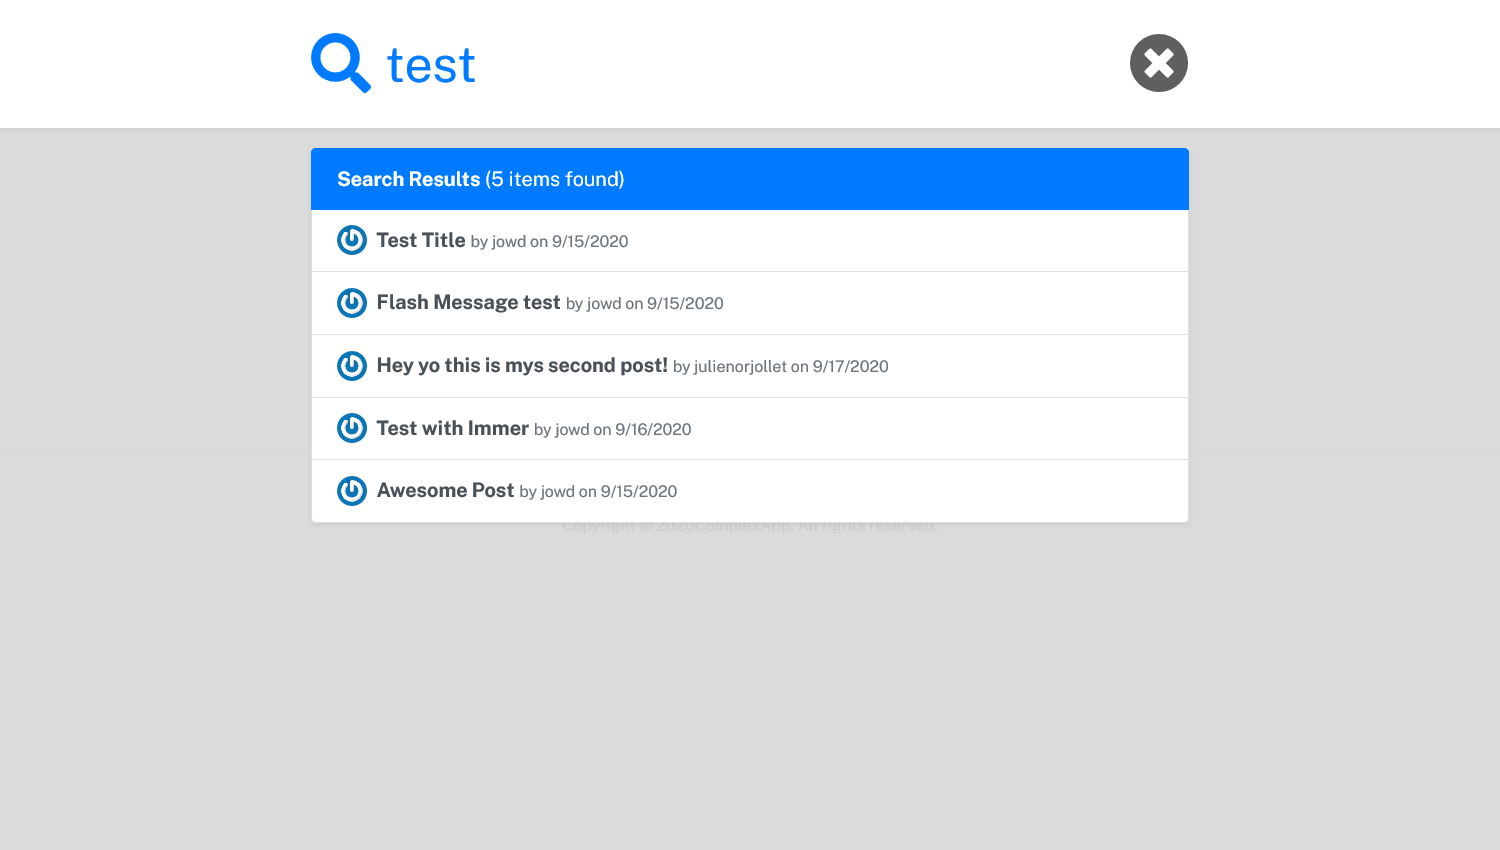 test
Search Results (5 items found)
Test Title by jowd on 9/15/2020
Flash Message test by jowd on 9/15/2020
Hey yo this is mys second post! by julienorjollet on 9/17/2020
Test with Immer by jowd on 9/16/2020
Awesome Post by jowd on 9/15/2020
Copyright © 2020ComplexApp. All rights reserved.